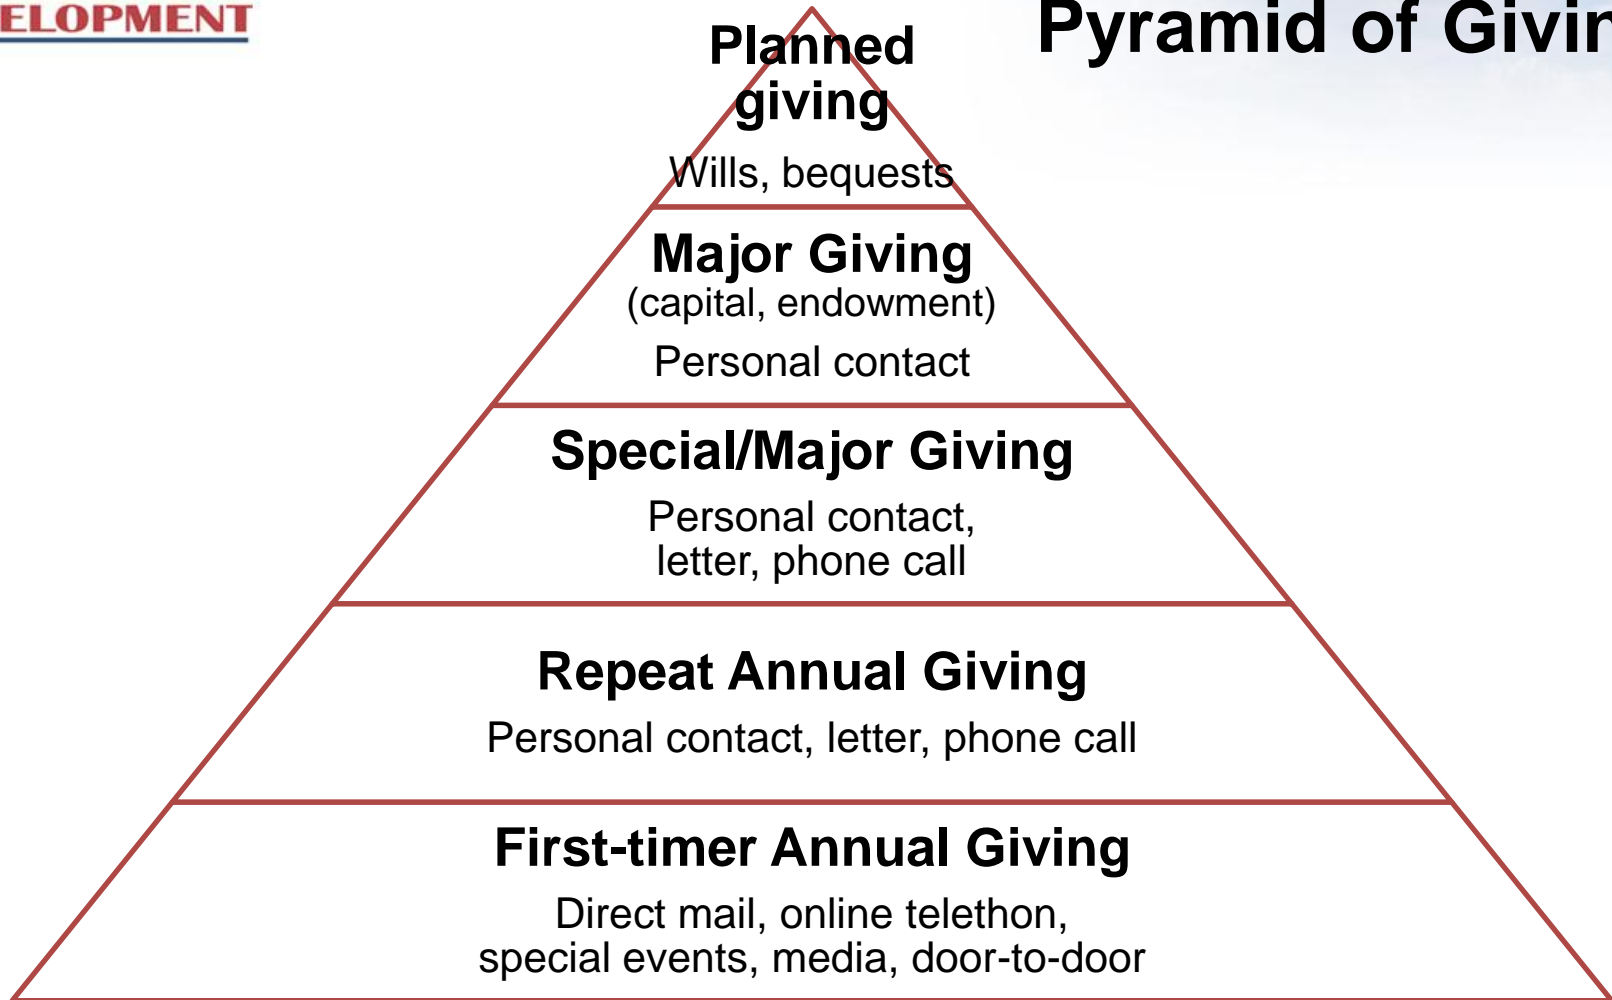 ELOPMENT
Pyramid of Givin
Planned
giving
Wills, bequests
Major Giving
(capital, endowment)
Personal contact
Special/Major Giving
Personal contact,
letter, phone call
Repeat Annual Giving
Personal contact, letter, phone call
First-timer Annual Giving
Direct mail, online telethon,
special events, media, door-to-door